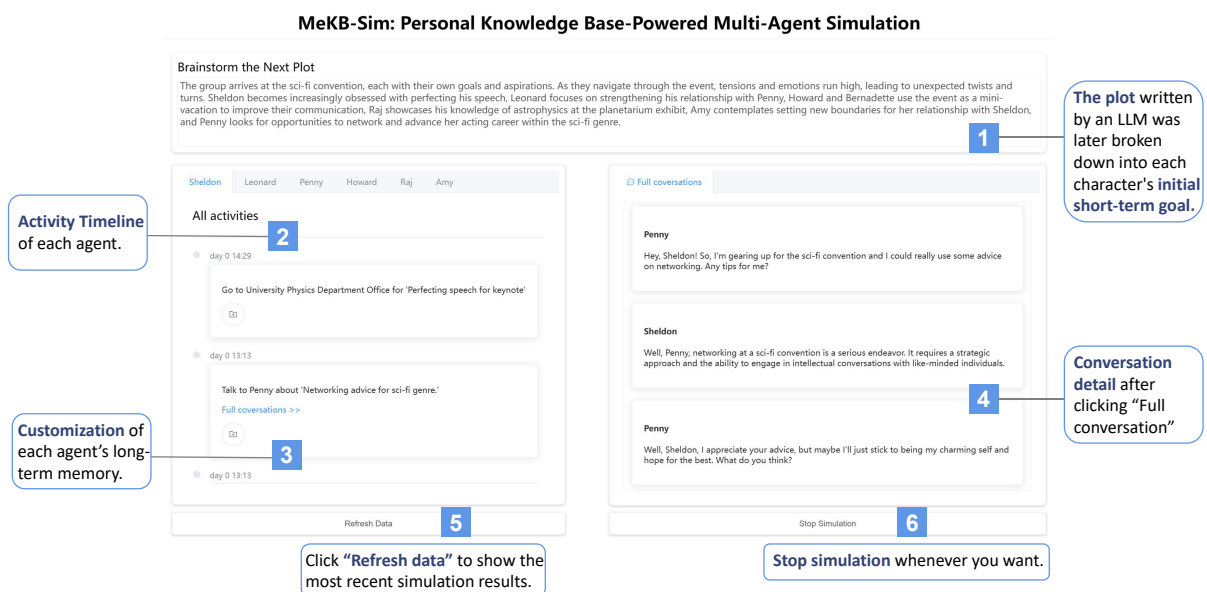 MeKB-Sim: Personal Knowledge Base-Powered Multi-Agent Simulation
Brainstorm the Next Plot
The group arrives at the sci-fi convention, each with their own goals and aspirations. As they navigate through the event, tensions and emotions run high, leading to unexpected twists and
turns. Sheldon becomes increasingly obsessed with perfecting his speech, Leonard focuses on strengthening his relationship with Penny, Howard and Bernadette use the event as a mini-
vacation to improve their communication, Raj showcases his knowledge of astrophysics at the planetarium exhibit, Amy contemplates setting new boundaries for her relationship with Sheldon,
and Penny looks for opportunities to network and advance her acting career within the sci-fi genre.
1
The plot written
by an LLM was
later broken
down into each
character's initial
short-term goal.
Sheldon Leonard Penny Howard Raj Amy
All activities
2
Activity Timeline
of each agent.
day 0 14:29
Go to University Physics Department Office for 'Perfecting speech for keynote'
day 0 13:13
Talk to Penny about 'Networking advice for sci-fi genre.'
Full coversations >>
3
Customization of
each agent's long-
term memory.
day 0 13:13
Full coversations
Penny
Hey, Sheldon! So, I'm gearing up for the sci-fi convention and I could really use some advice
on networking. Any tips for me?
Sheldon
Well, Penny, networking at a sci-fi convention is a serious endeavor. It requires a strategic
approach and the ability to engage in intellectual conversations with like-minded individuals.
4
Conversation
detail after
clicking "Full
conversation"
Penny
Well, Sheldon, I appreciate your advice, but maybe I'll just stick to being my charming self and
hope for the best. What do you think?
Refresh Data
5
Stop Simulation
6
Click "Refresh data" to show the
most recent simulation results.
Stop simulation whenever you want.